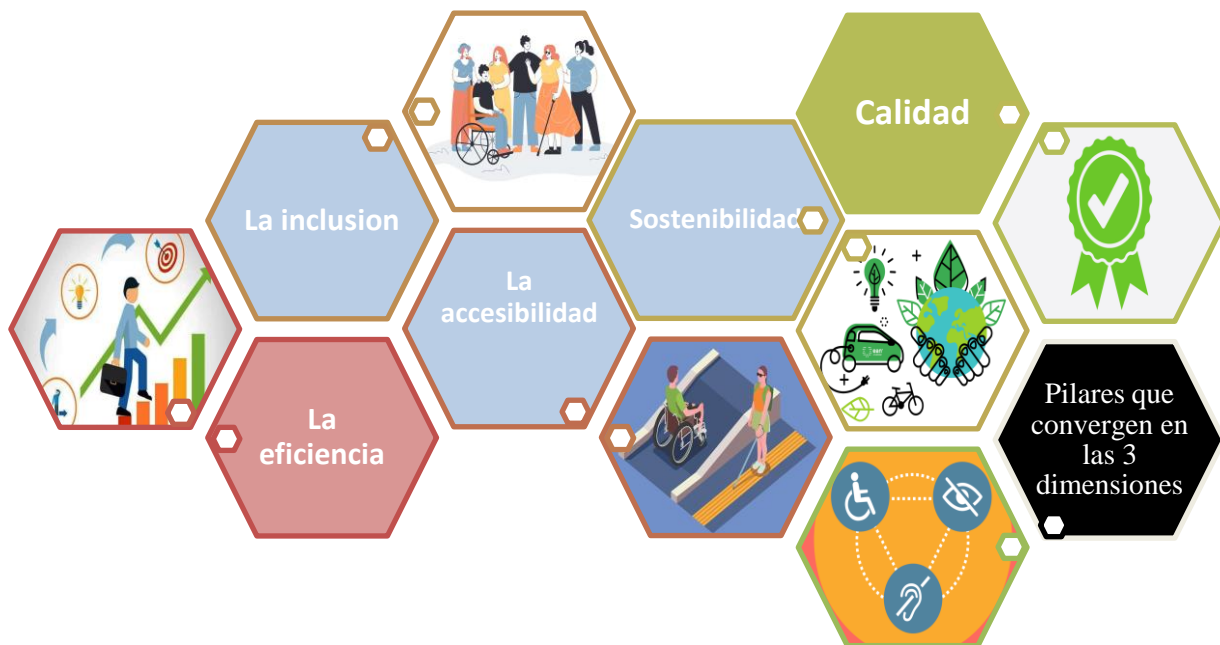 Calidad
La inclusion
Sostenibilidad
La
accesibilidad
La
eficiencia
Pilares que
convergen en
las 3
dimensiones